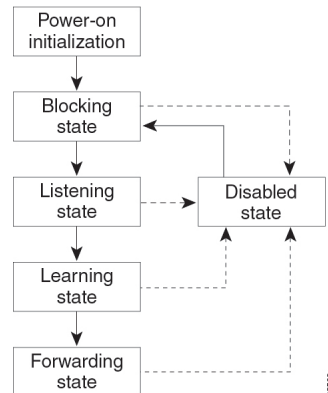 Power-on
initialization
Blocking
state
Listening
state
Disabled
state
Learning
state
Forwarding
state